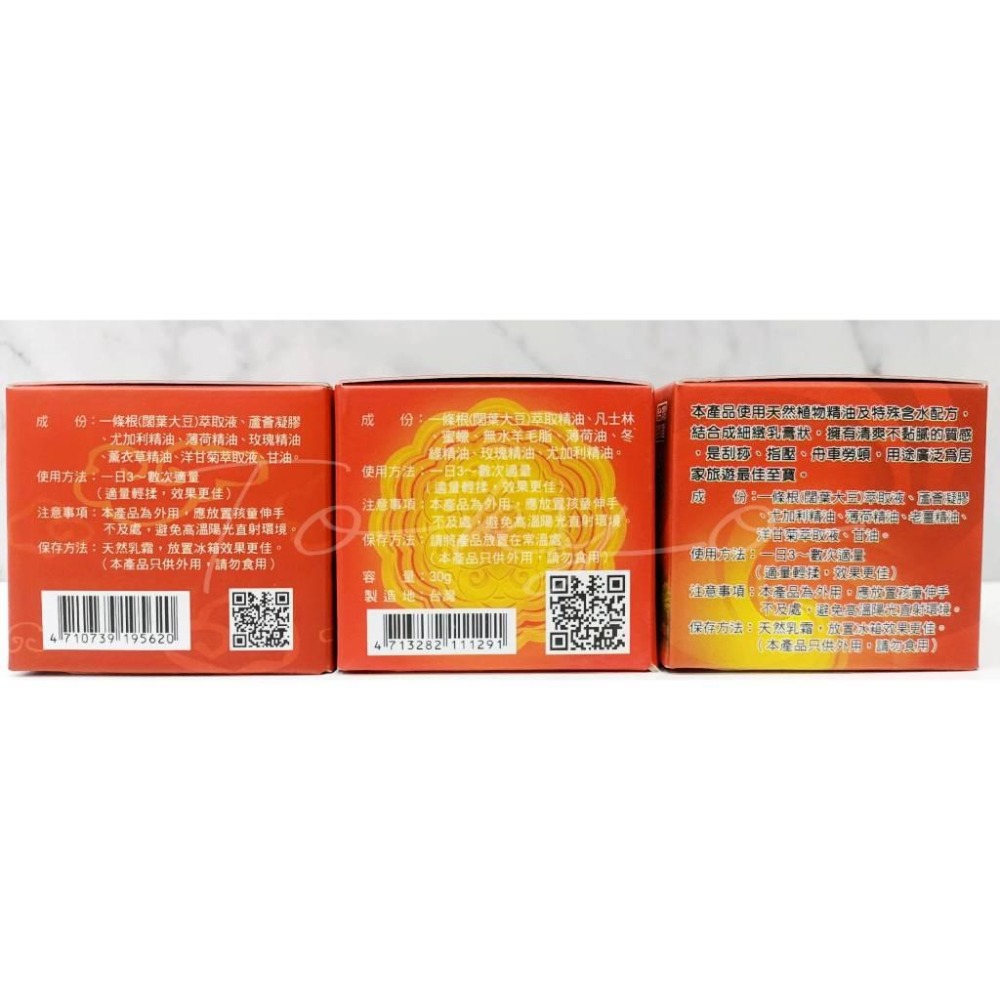 成　份：一條根(闊葉大豆)萃取液、蘆薈凝膠
尤加利精油、薄荷精油、玫瑰精油
薰衣草精油、洋甘菊萃取液、甘油。
使用方法：一日3～數次適量
（適量輕揉，效果更佳）
注意事項：本產品為外用，應放置孩童伸手
不及處，避免高溫陽光直射環境。
保存方法：天然乳霜，放置冰箱效果更佳。
（本產品只供外用，請勿食用）
4 710739 195620
成　份：一條根(闊葉大豆)萃取精油、凡士林
蜜蠟、無水羊毛脂、薄荷油、冬
綠精油、玫瑰精油、尤加利精油。
使用方法：一日3～數次適量
（適量輕揉，效果更佳）
注意事項：本產品為外用，應放置孩童伸手
不及處，避免高溫陽光直射環境。
保存方法：請將產品放置在常溫處
（本產品只供外用，請勿食用）
容　量：30g
製造地：台灣
4 713282 111291
本產品使用天然植物精油及特殊含水配方，
結合成細緻乳膏狀，擁有清爽不黏膩的質感
，是刮痧、指壓、舟車勞頓，用途廣泛爲居
家旅遊最佳至寶。
成　份：一條根(闊葉大豆)萃取液、蘆薈凝膠
、尤加利精油、薄荷精油、老薑精油、
洋甘菊萃取液、甘油。
使用方法：一日3～數次適量
（適量輕揉，效果更佳）
注意事項：本產品為外用，應放置孩童伸手
不及處、避免高溫陽光直射環境。
保存方法：天然乳霜，放置冰箱效果更佳。
（本產品只供外用，請勿食用）